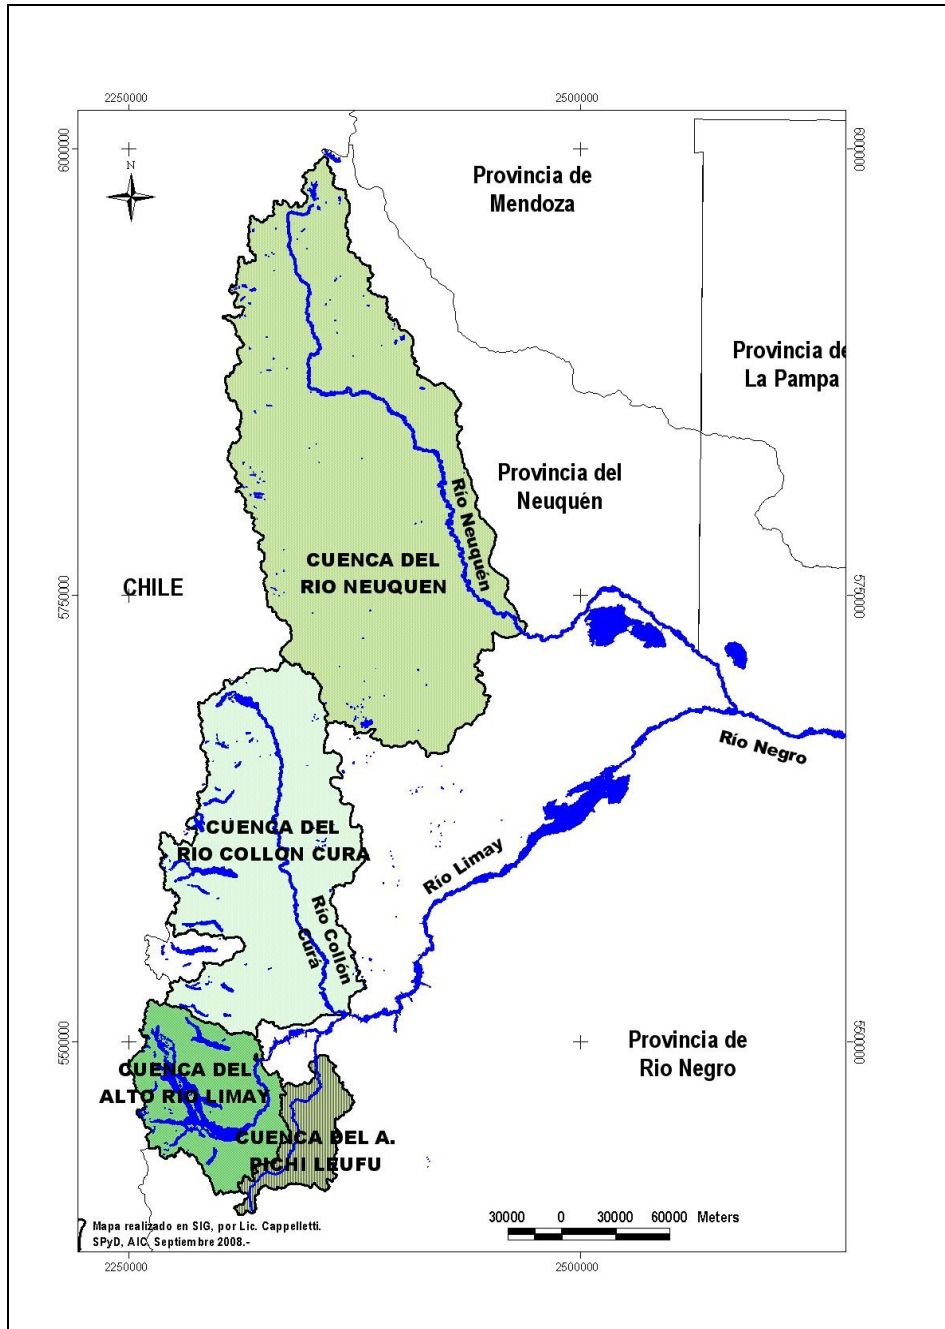 2250000
2500000
6000000
6000000
N
Provincia de
Mendoza
Provincia de
La Pampa
Provincia del
Neuquén
Río Neuquén
CUENCA DEL
RIO NEUQUEN
CHILE
5750000
5750000
Río Negro
CUENCA DEL
RIO COLLON CURA
Río Limay
Río Collón
Curá
5500000
5500000
Provincia de
Rio Negro
CUENCA DEL
ALTO RIO LIMAY
CUENCA DEL A.
PICHI LEUFU
30000 0 30000 60000 Meters
Mapa realizado en SIG, por Lic. Cappelletti.
SPyD, AIC. Septiembre 2008.-
2250000
2500000